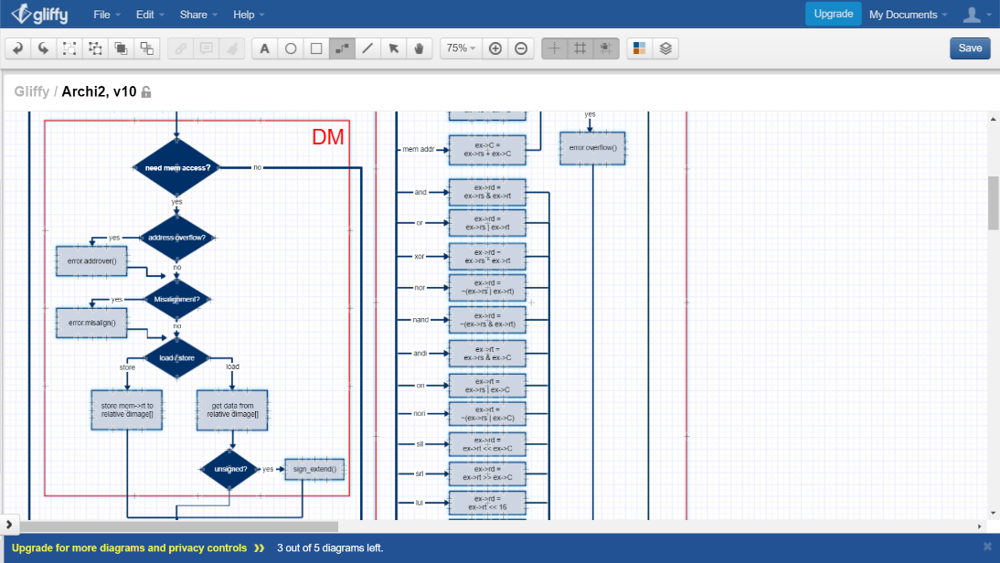 gliffy
File
Edit
Share
Help
Upgrade
My Documents
A
75%
Save
Gliffy / Archi2, v10
DM
need mem access?
no
yes
address overflow?
yes
error.addrover()
no
Misalignment?
yes
error.misalign()
no
load / store
store
load
store mem->rt to
relative dimage[]
get data from
relative dimage[]
unsigned?
yes
sign_extend()
mem addr
ex->C =
ex->rs + ex->C
yes
error overflow()
and
ex->rd =
ex->rs & ex->rt
or
ex->rd =
ex->rs | ex->rt
xor
ex->rd =
ex->rs ^ ex->rt
nor
ex->rd =
~(ex->rs | ex->rt)
nand
ex->rd =
~(ex->rs & ex->rt)
andi
ex->rt =
ex->rs & ex->C
ori
ex->rt =
ex->rs | ex->C
nori
ex->rt =
~(ex->rs | ex->C)
sll
ex->rd =
ex->rt << ex->C
srl
ex->rd =
ex->rt >> ex->C
lui
ex->rd =
ex->rt << 16
Upgrade for more diagrams and privacy controls »
3 out of 5 diagrams left.